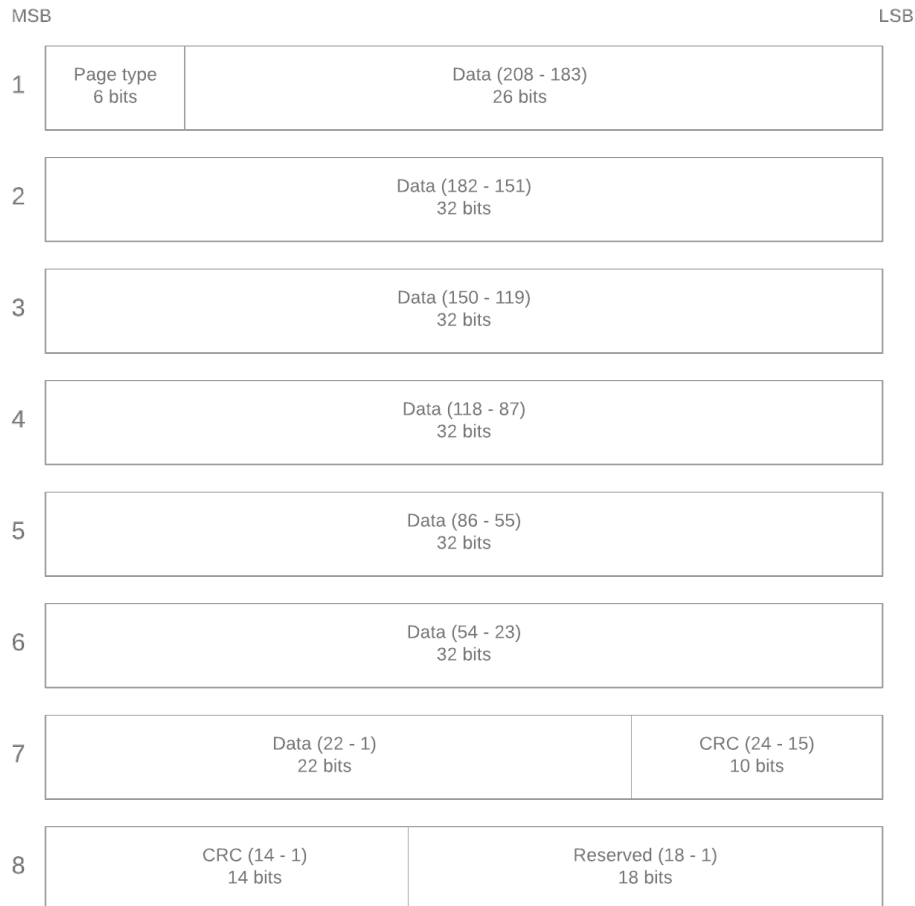 MSB
LSB
1
Page type
6 bits
Data (208 - 183)
26 bits
2
Data (182 - 151)
32 bits
3
Data (150 - 119)
32 bits
4
Data (118 - 87)
32 bits
5
Data (86 - 55)
32 bits
6
Data (54 - 23)
32 bits
7
Data (22 - 1)
22 bits
CRC (24 - 15)
10 bits
8
CRC (14 - 1)
14 bits
Reserved (18 - 1)
18 bits